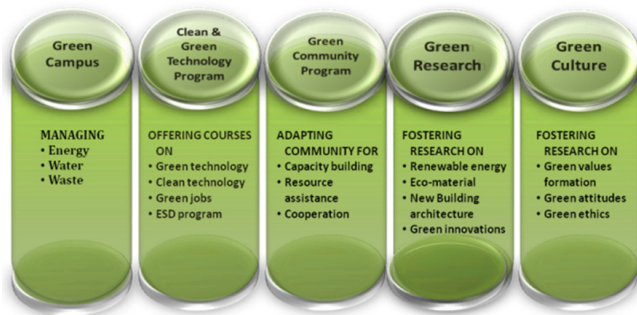 Green
Campus
MANAGING
• Energy
• Water
• Waste
Clean &
Green
Technology
Program
OFFERING COURSES
ON
• Green technology
• Clean technology
• Green jobs
• ESD program
Green
Community
Program
ADAPTING
COMMUNITY FOR
• Capacity building
• Resource
assistance
• Cooperation
Green
Research
FOSTERING
RESEARCH ON
• Renewable energy
• Eco-material
• New Building
architecture
• Green innovations
Green
Culture
FOSTERING
RESEARCH ON
• Green values
formation
• Green attitudes
• Green ethics